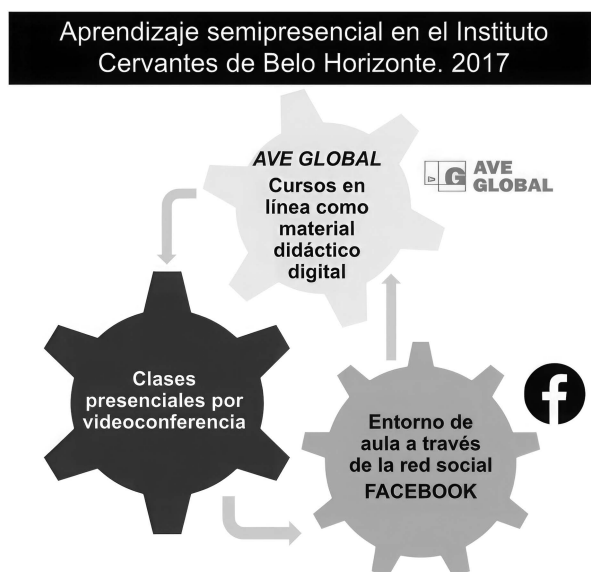 Aprendizaje semipresencial en el Instituto
Cervantes de Belo Horizonte. 2017
AVE GLOBAL
Cursos en
línea como
material
didáctico
digital
G AVE
GLOBAL
Clases
presenciales por
videoconferencia
Entorno de
aula a través
de la red social
FACEBOOK
f